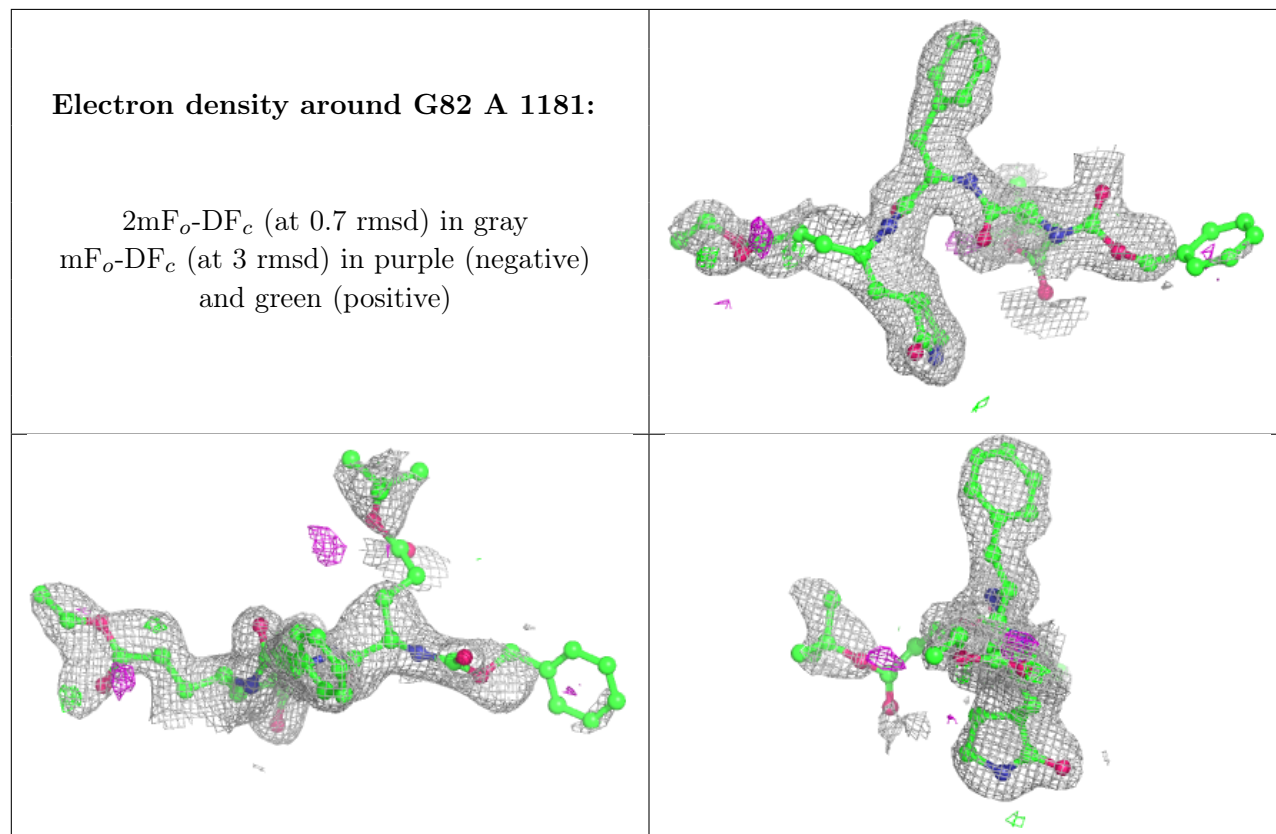 Electron density around G82 A 1181:
2mFo-DFc (at 0.7 rmsd) in gray
mFo-DFc (at 3 rmsd) in purple (negative)
and green (positive)